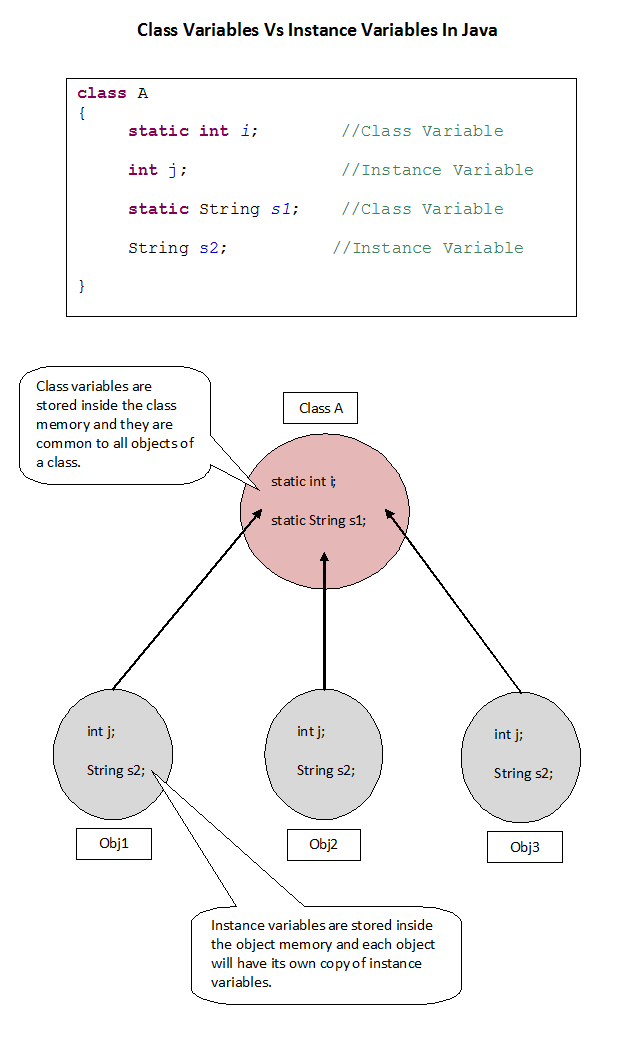 Class Variables Vs Instance Variables In Java
class A
{
static int i; //Class Variable
int j; //Instance Variable
static String s1; //Class Variable
String s2; //Instance Variable
}
Class variables are
stored inside the class
memory and they are
common to all objects of
a class.
Class A
static int i;
static String s1;
int j;
String s2;
Obj1
int j;
String s2;
Obj2
int j;
String s2;
Obj3
Instance variables are stored inside
the object memory and each object
will have its own copy of instance
variables.